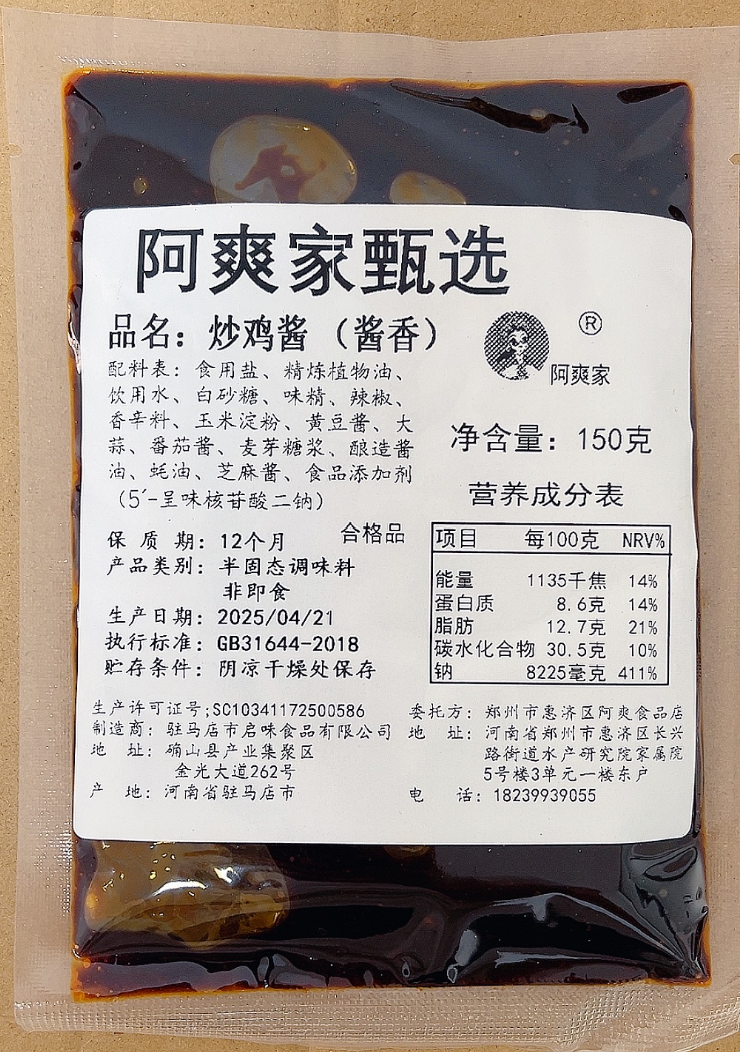 阿爽家甄选
品名：炒鸡酱（酱香）
®
阿爽家
配料表：食用盐、精炼植物油、
饮用水、白砂糖、味精、辣椒、
香辛料、玉米淀粉、黄豆酱、大
蒜、番茄酱、麦芽糖浆、酿造酱
油、蚝油、芝麻酱、食品添加剂
（5′-呈味核苷酸二钠）
净含量：150克
合格品
保 质 期：12个月
产品类别：半固态调味料
非即食
生产日期：2025/04/21
执行标准：GB31644-2018
贮存条件：阴凉干燥处保存
营养成分表
项目 每100克 NRV%
能量 1135千焦 14%
蛋白质 8.6克 14%
脂肪 12.7克 21%
碳水化合物 30.5克 10%
钠 8225毫克 411%
生产许可证号;SC10341172500586
制造商：驻马店市启味食品有限公司
地 址：确山县产业集聚区
金光大道262号
产 地：河南省驻马店市
委托方：郑州市惠济区阿爽食品店
地 址：河南省郑州市惠济区长兴
路街道水产研究院家属院
5号楼3单元一楼东户
电 话：18239939055